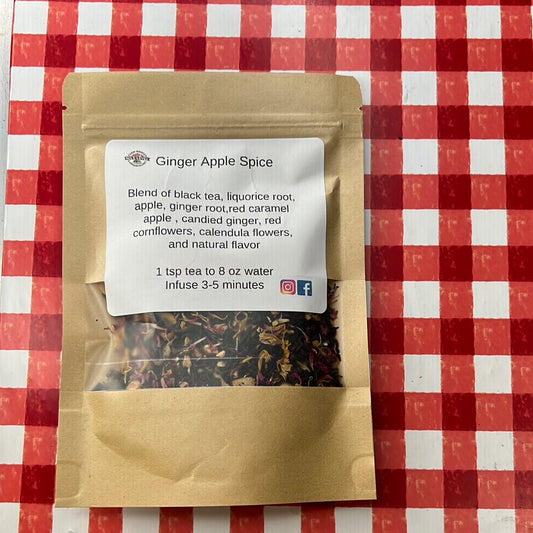 Ginger Apple Spice
Blend of black tea, liquorice root,
apple, ginger root,red caramel
apple , candied ginger, red
cornflowers, calendula flowers,
and natural flavor
1 tsp tea to 8 oz water
Infuse 3-5 minutes